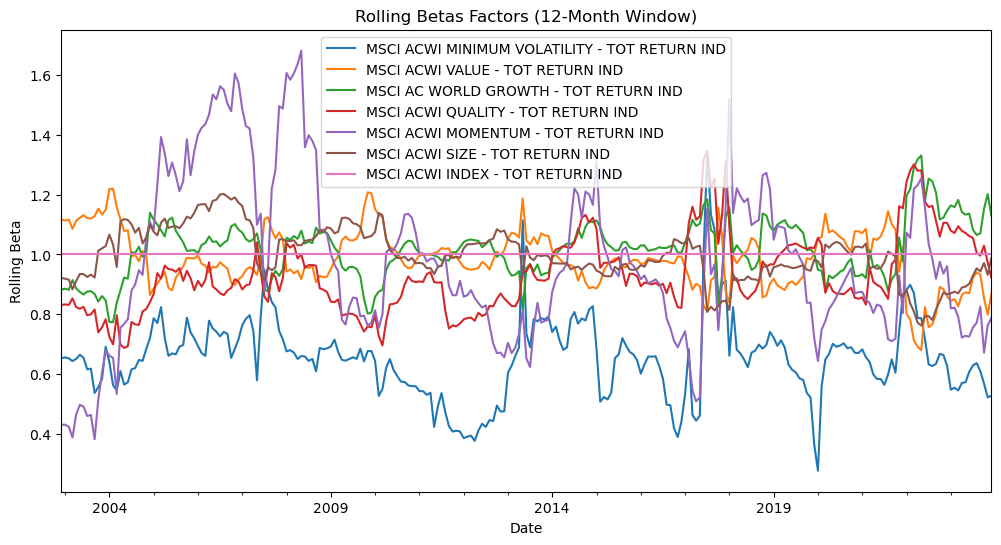 Rolling Betas Factors (12-Month Window)
MSCI ACWI MINIMUM VOLATILITY - TOT RETURN IND
MSCI ACWI VALUE - TOT RETURN IND
MSCI AC WORLD GROWTH - TOT RETURN IND
MSCI ACWI QUALITY - TOT RETURN IND
MSCI ACWI MOMENTUM - TOT RETURN IND
MSCI ACWI SIZE - TOT RETURN IND
MSCI ACWI INDEX - TOT RETURN IND
Rolling Beta
1.6
1.4
1.2
1.0
0.8
0.6
0.4
2004
2009
2014
2019
Date